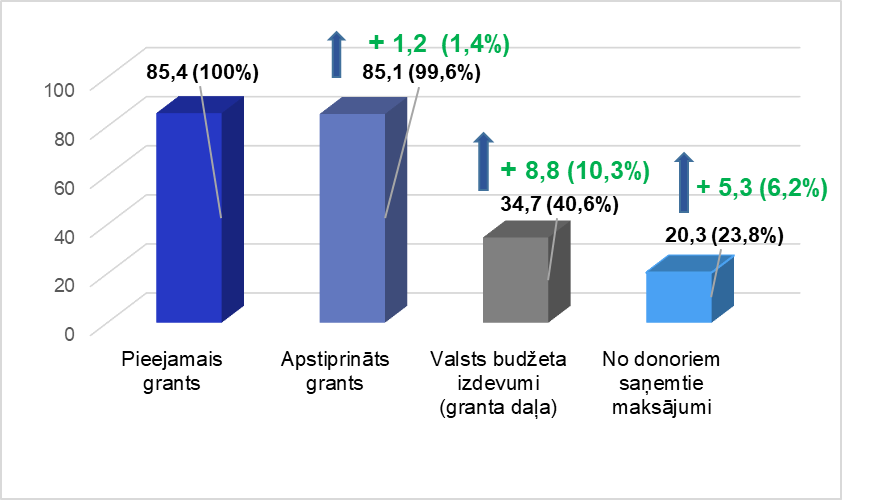 + 1,2 (1,4%)
85,4 (100%)
85,1 (99,6%)
100
80
60
40
20
0
+ 8,8 (10,3%)
34,7 (40,6%)
+ 5,3 (6,2%)
20,3 (23,8%)
Pieejamais
grants
Apstiprināts
grants
Valsts budžeta
izdevumi
(granta daļa)
No donoriem
saņemtie
maksājumi